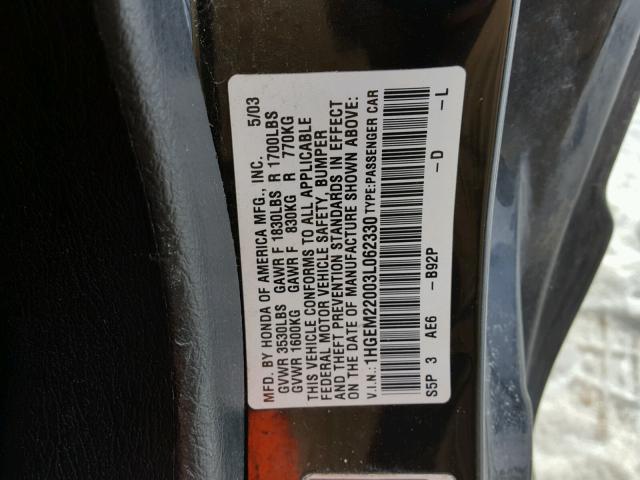 MFD. BY HONDA OF AMERICA MFG., INC. 5/03
GVWR 3530LBS GAWR F 1830LBS R 1700LBS
GVWR 1600KG GAWR F 830KG R 770KG
THIS VEHICLE CONFORMS TO ALL APPLICABLE
FEDERAL MOTOR VEHICLE SAFETY, BUMPER
AND THEFT PREVENTION STANDARDS IN EFFECT
ON THE DATE OF MANUFACTURE SHOWN ABOVE:
V.I.N.: 1HGEM22003L062330 TYPE:PASSENGER CAR
S5P 3 AE6 -B92P -D -L